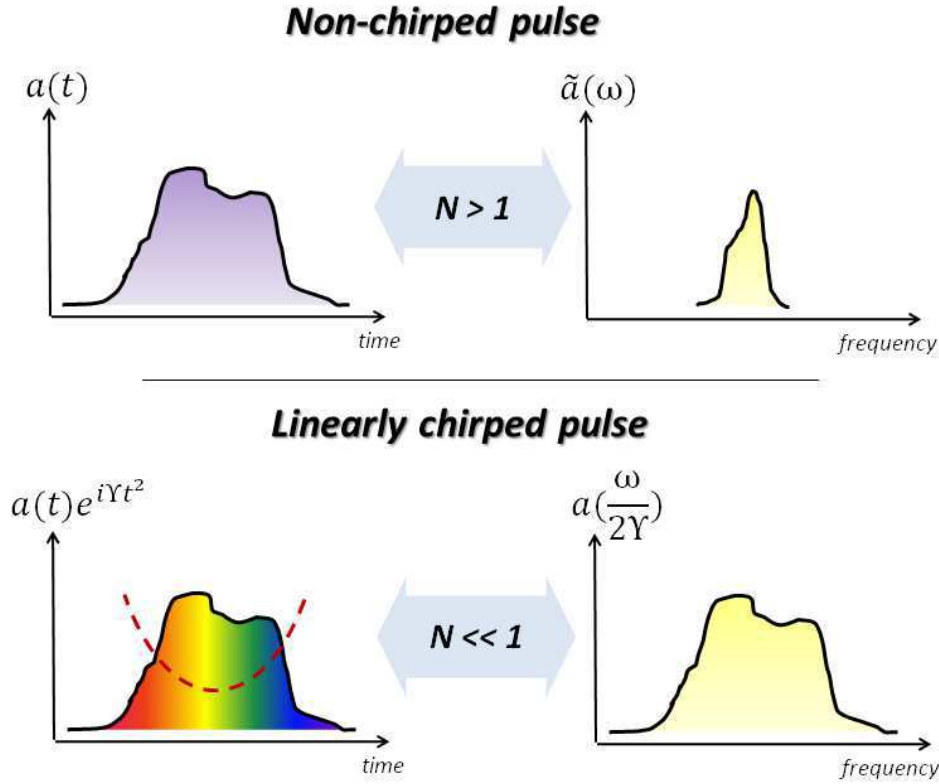 Non-chirped pulse
a(t)
ã(ω)
N > 1
time
frequency
Linearly chirped pulse
a(t)e^{iϒt²}
a(ω/2ϒ)
N << 1
time
frequency